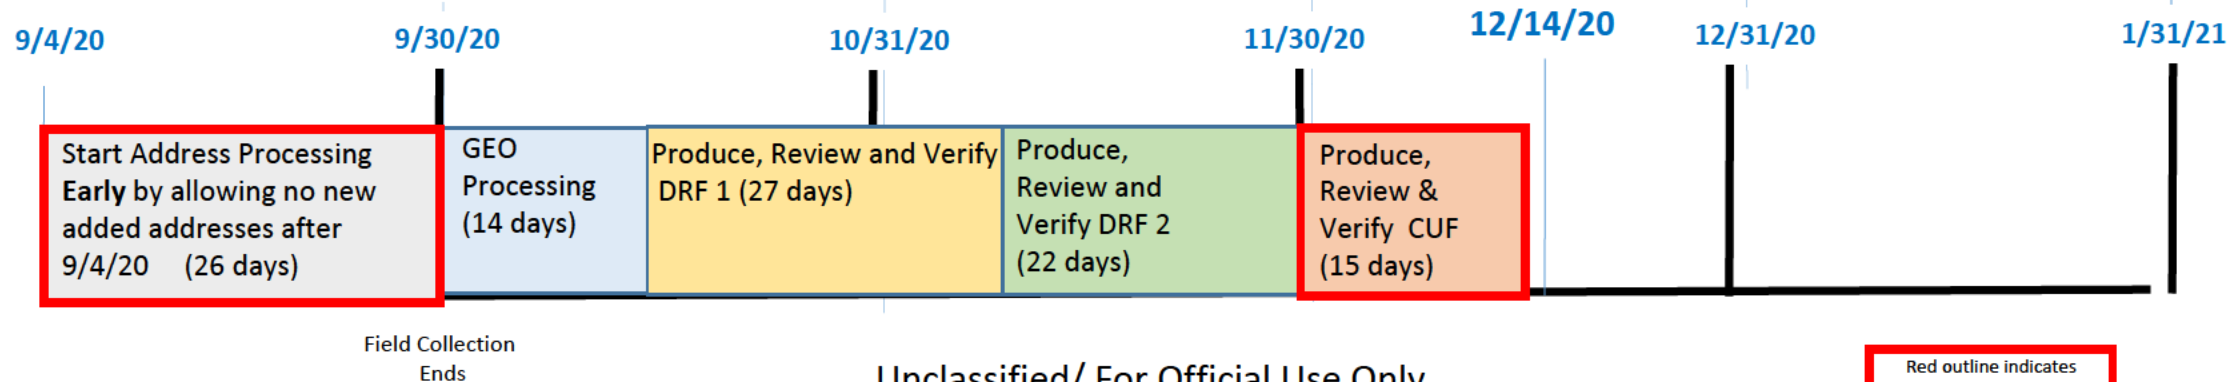 9/4/20
9/30/20
10/31/20
11/30/20
12/14/20
12/31/20
1/31/21
Start Address Processing
Early by allowing no new
added addresses after
9/4/20 (26 days)
GEO
Processing
(14 days)
Produce, Review and Verify
DRF 1 (27 days)
Produce,
Review and
Verify DRF 2
(22 days)
Produce,
Review &
Verify CUF
(15 days)
Field Collection
Ends
Unclassified/ For Official Use Only
Red outline indicates